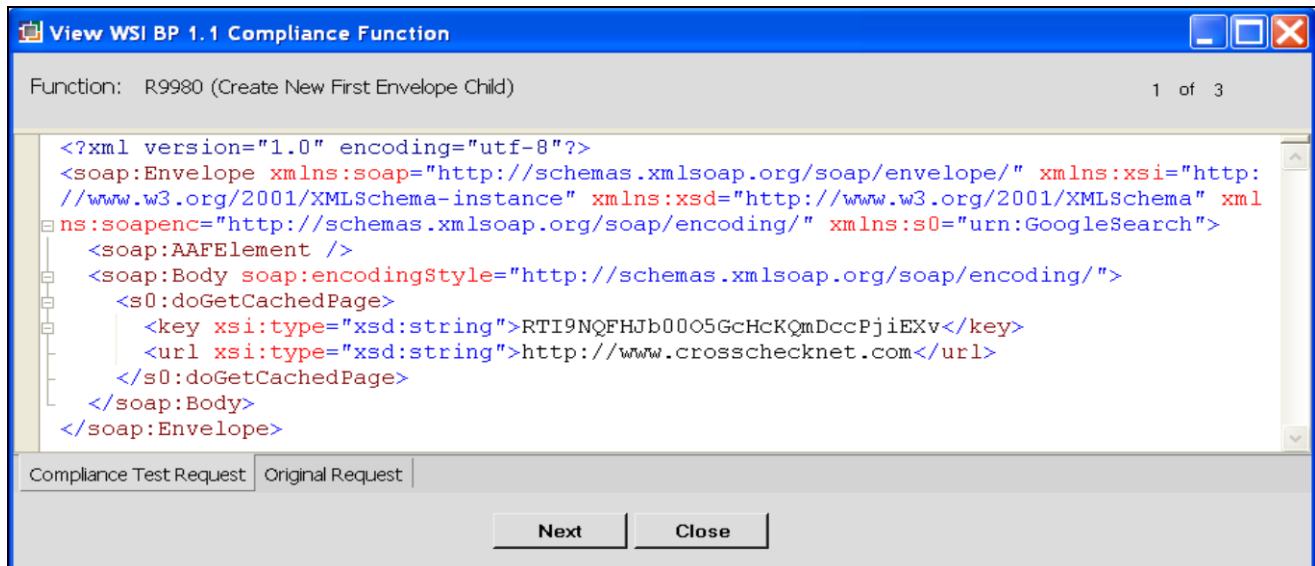 View WSI BP 1.1 Compliance Function
Function: R9980 (Create New First Envelope Child) 1 of 3
<?xml version="1.0" encoding="utf-8"?>
<soap:Envelope xmlns:soap="http://schemas.xmlsoap.org/soap/envelope/" xmlns:xsi="http:
//www.w3.org/2001/XMLSchema-instance" xmlns:xsd="http://www.w3.org/2001/XMLSchema" xml
ns:soapenc="http://schemas.xmlsoap.org/soap/encoding/" xmlns:s0="urn:GoogleSearch">
<soap:AAFElement />
<soap:Body soap:encodingStyle="http://schemas.xmlsoap.org/soap/encoding/">
<s0:doGetCachedPage>
<key xsi:type="xsd:string">RTI9NQFHJb00O5GcHcKQmDccPjiEXv</key>
<url xsi:type="xsd:string">http://www.crosschecknet.com</url>
</s0:doGetCachedPage>
</soap:Body>
</soap:Envelope>
Compliance Test Request Original Request
Next Close